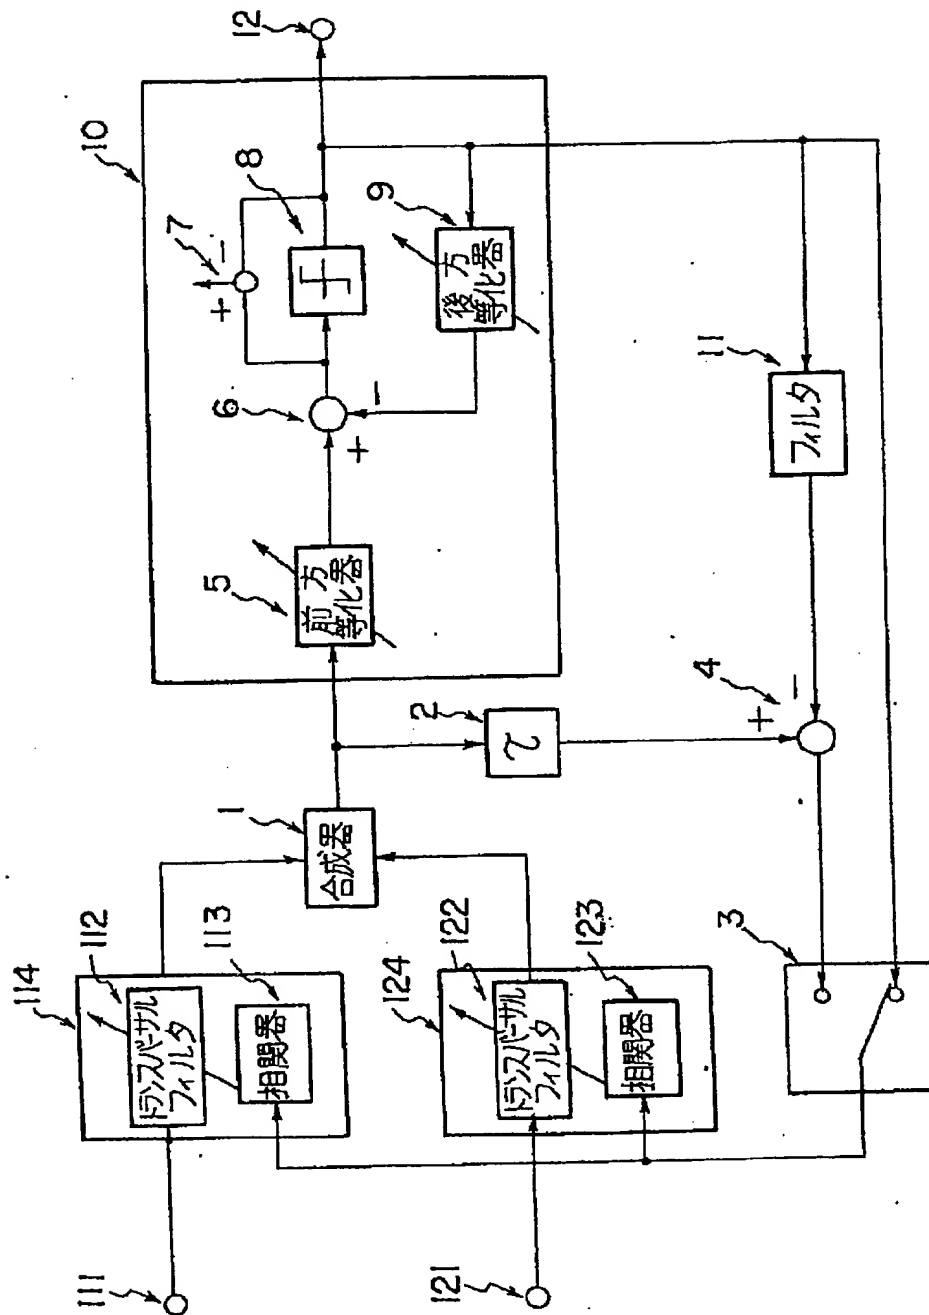 114
112
トランスバーサル
フィルタ
113
相関器
111
124
122
トランスバーサル
フィルタ
123
相関器
121
1
合成器
2
τ
3
4
+
−
10
5
前方
等化器
6
+
−
7
+
−
8
9
後方
等化器
11
フィルタ
12